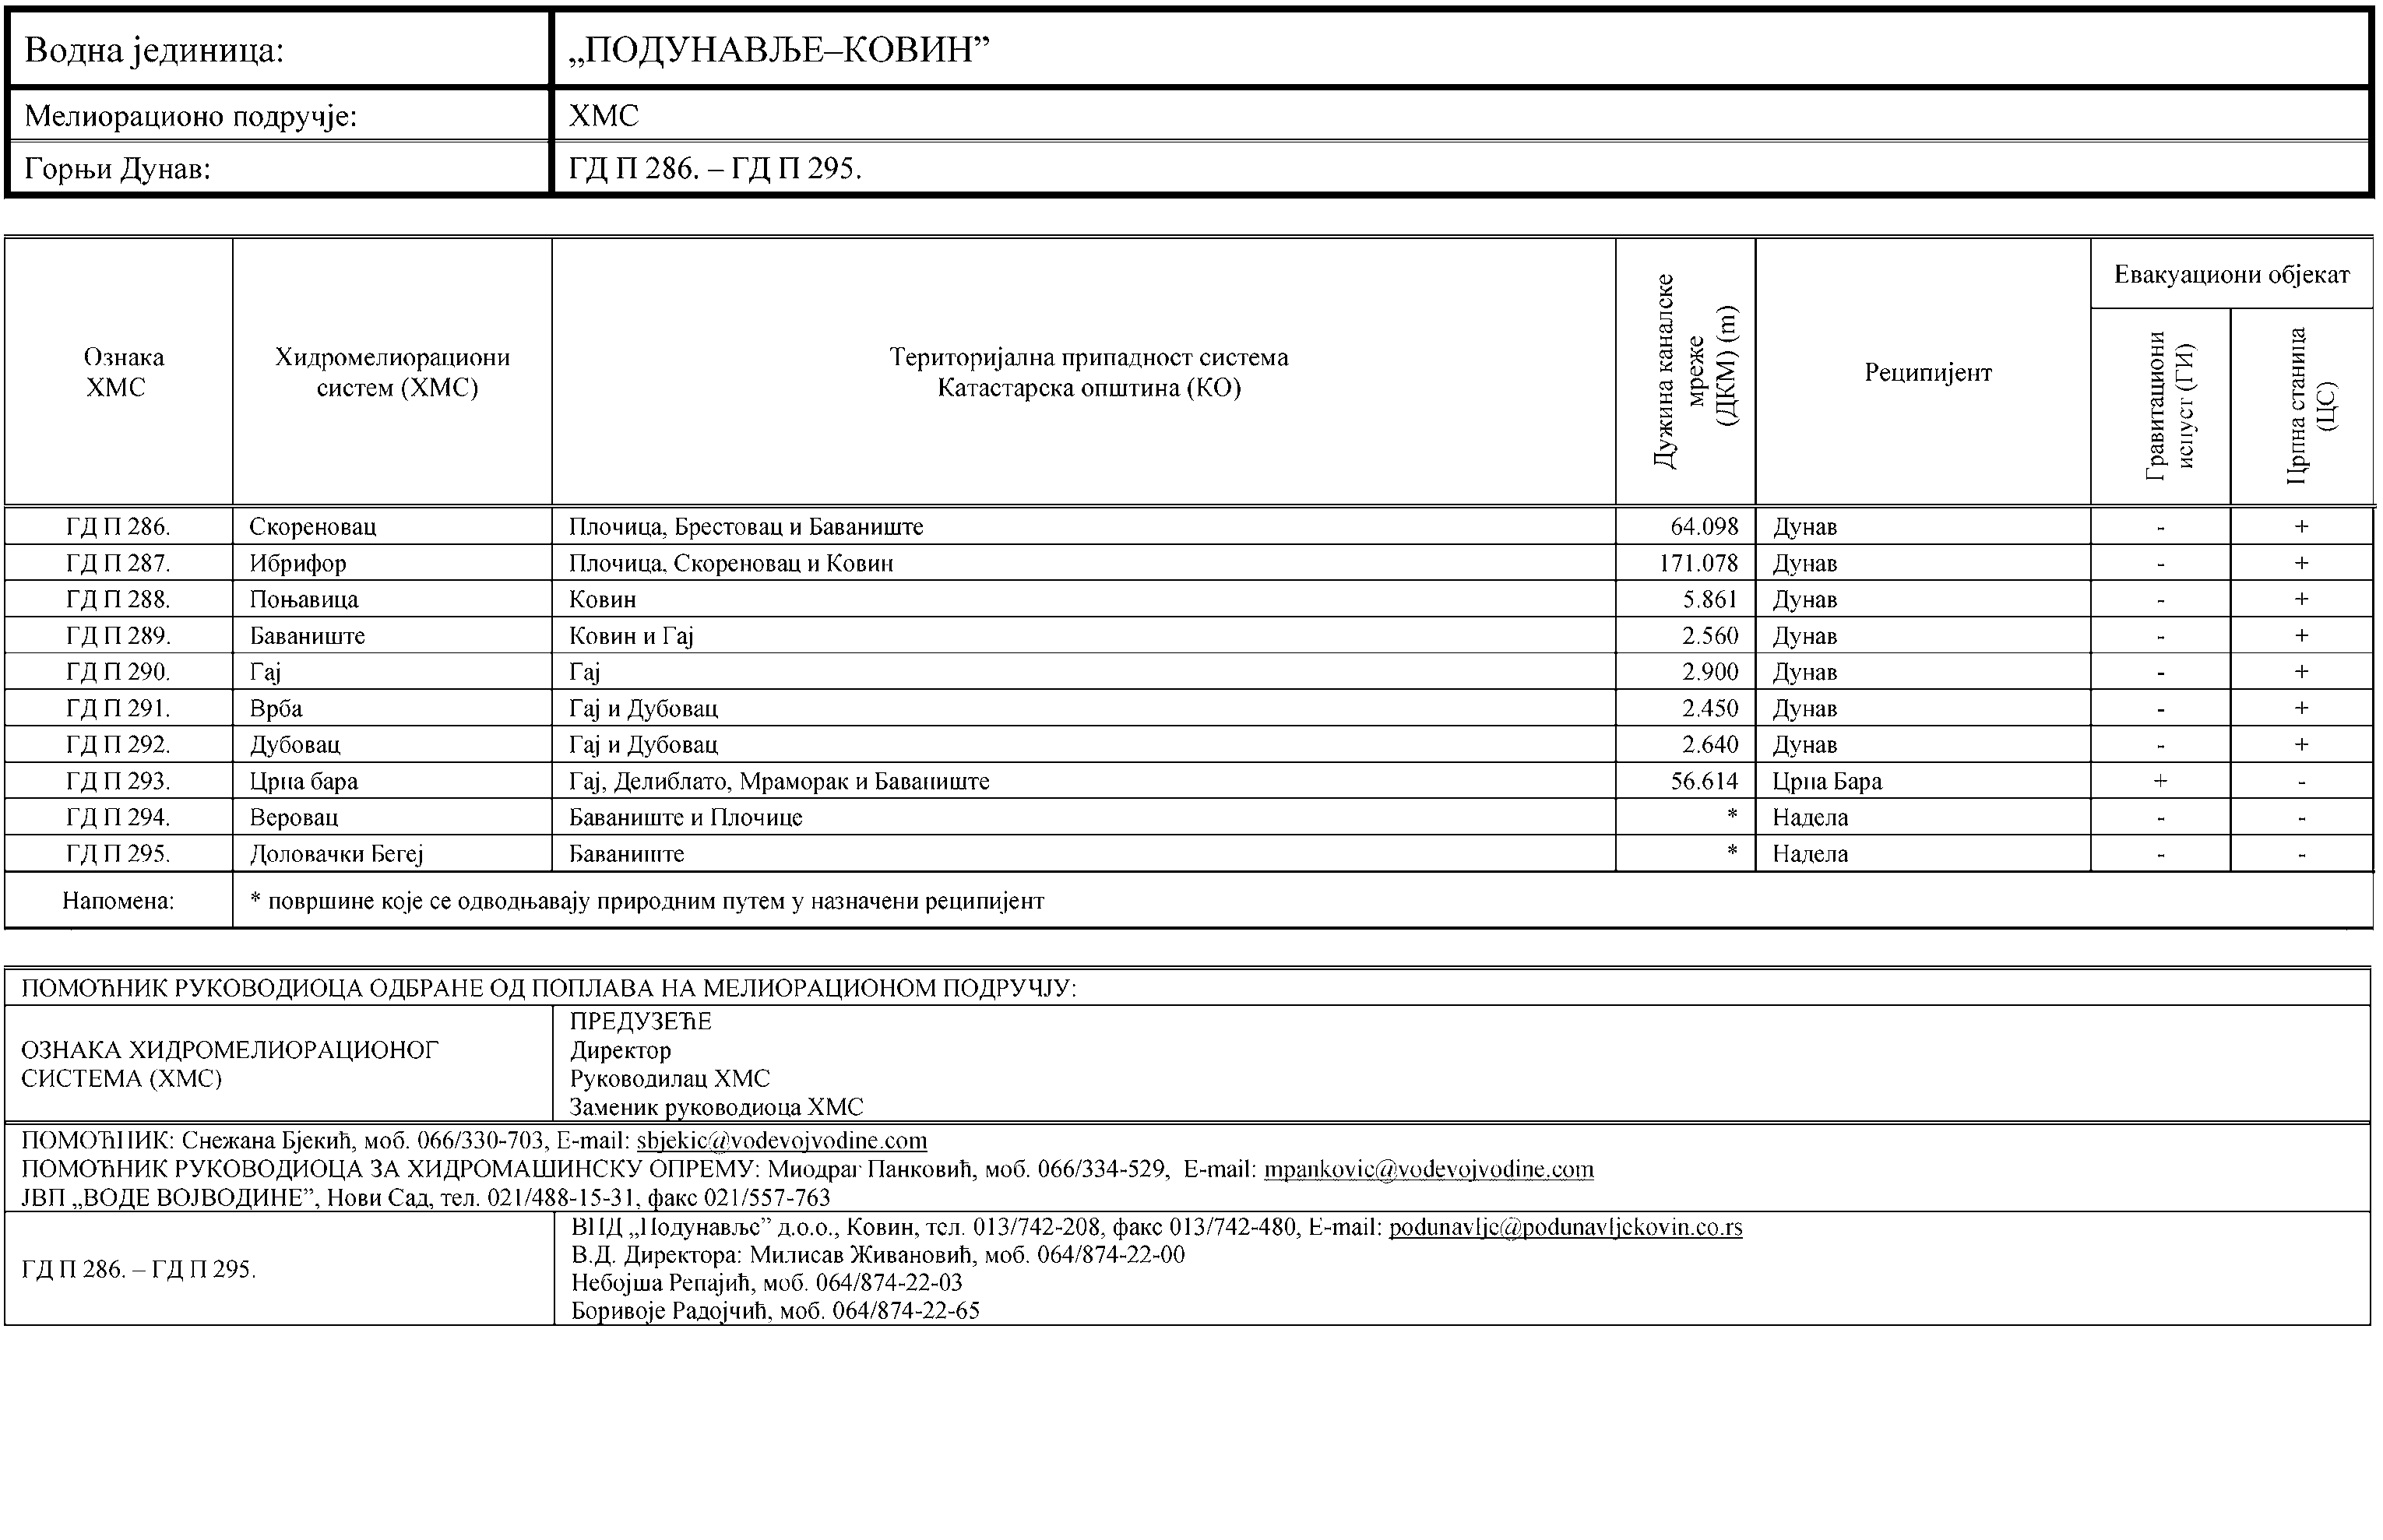 Водна јединица: „ПОДУНАВЉЕ–КОВИН”
Мелиорационо подручје: ХМС
Горњи Дунав: ГД П 286. – ГД П 295.
Ознака ХМС
Хидромелиорациони систем (ХМС)
Територијална припадност система
Катастарска општина (КО)
Дужина каналске мреже (ДКМ) (m)
Реципијент
Евакуациони објекат
Гравитациони испуст (ГИ)
Црпна станица (ЦС)
ГД П 286. Скореновац Плочица, Брестовац и Баваниште 64.098 Дунав - +
ГД П 287. Ибрифор Плочица, Скореновац и Ковин 171.078 Дунав - +
ГД П 288. Поњавица Ковин 5.861 Дунав - +
ГД П 289. Баваниште Ковин и Гај 2.560 Дунав - +
ГД П 290. Гај Гај 2.900 Дунав - +
ГД П 291. Врба Гај и Дубовац 2.450 Дунав - +
ГД П 292. Дубовац Гај и Дубовац 2.640 Дунав - +
ГД П 293. Црна бара Гај, Делиблато, Мраморак и Баваниште 56.614 Црна Бара + -
ГД П 294. Веровац Баваниште и Плочице * Надела - -
ГД П 295. Доловачки Бегеј Баваниште * Надела - -
Напомена: * површине које се одводњавају природним путем у назначени реципијент
ПОМОЋНИК РУКОВОДИОЦА ОДБРАНЕ ОД ПОПЛАВА НА МЕЛИОРАЦИОНОМ ПОДРУЧЈУ:
ОЗНАКА ХИДРОМЕЛИОРАЦИОНОГ
СИСТЕМА (ХМС)
ПРЕДУЗЕЋЕ
Директор
Руководилац ХМС
Заменик руководиоца ХМС
ПОМОЋНИК: Снежана Бјекић, моб. 066/330-703, E-mail: sbjekic@vodevojvodine.com
ПОМОЋНИК РУКОВОДИОЦА ЗА ХИДРОМАШИНСКУ ОПРЕМУ: Миодраг Панковић, моб. 066/334-529, E-mail: mpankovic@vodevojvodine.com
ЈВП „ВОДЕ ВОЈВОДИНЕ”, Нови Сад, тел. 021/488-15-31, факс 021/557-763
ГД П 286. – ГД П 295.
ВПД „Подунавље” д.о.о., Ковин, тел. 013/742-208, факс 013/742-480, E-mail: podunavlje@podunavljekovin.co.rs
В.Д. Директора: Милисав Живановић, моб. 064/874-22-00
Небојша Репајић, моб. 064/874-22-03
Боривоје Радојчић, моб. 064/874-22-65